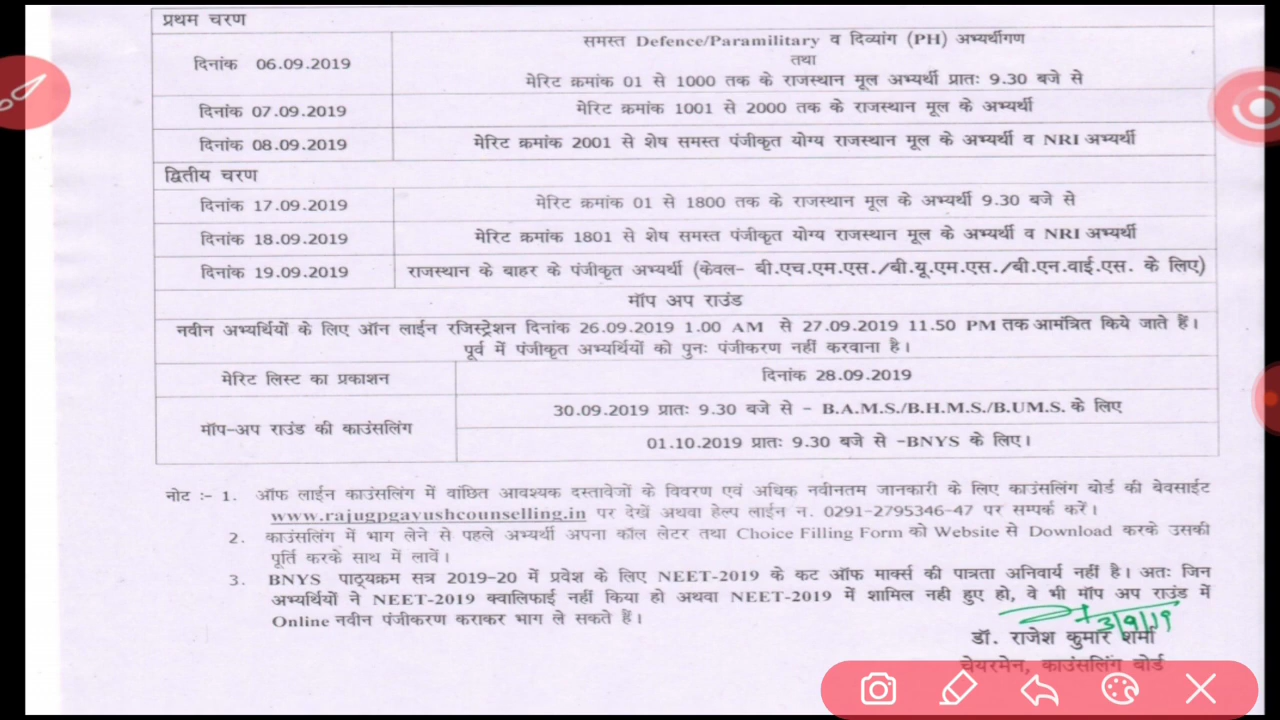 प्रथम चरण
दिनांक 06.09.2019
समस्त Defence/Paramilitary व दिव्यांग (PH) अभ्यर्थीगण
तथा
मेरिट क्रमांक 01 से 1000 तक के राजस्थान मूल अभ्यर्थी प्रातः 9.30 बजे से
दिनांक 07.09.2019
मेरिट क्रमांक 1001 से 2000 तक के राजस्थान मूल के अभ्यर्थी
दिनांक 08.09.2019
मेरिट क्रमांक 2001 से शेष समस्त पंजीकृत योग्य राजस्थान मूल के अभ्यर्थी व NRI अभ्यर्थी
द्वितीय चरण
दिनांक 17.09.2019
मेरिट क्रमांक 01 से 1800 तक के राजस्थान मूल के अभ्यर्थी 9.30 बजे से
दिनांक 18.09.2019
मेरिट क्रमांक 1801 से शेष समस्त पंजीकृत योग्य राजस्थान मूल के अभ्यर्थी व NRI अभ्यर्थी
दिनांक 19.09.2019
राजस्थान के बाहर के पंजीकृत अभ्यर्थी (केवल- बी.एच.एम.एस./बी.यू.एम.एस./बी.एन.वाई.एस. के लिए)
मॉप अप राउंड
नवीन अभ्यर्थियों के लिए ऑन लाईन रजिस्ट्रेशन दिनांक 26.09.2019 1.00 AM से 27.09.2019 11.50 PM तक आमंत्रित किये जाते हैं।
पूर्व में पंजीकृत अभ्यर्थियों को पुनः पंजीकरण नहीं करवाना है।
मेरिट लिस्ट का प्रकाशन
दिनांक 28.09.2019
मॉप-अप राउंड की काउंसलिंग
30.09.2019 प्रातः 9.30 बजे से - B.A.M.S./B.H.M.S./B.UM.S. के लिए
01.10.2019 प्रातः 9.30 बजे से -BNYS के लिए।
नोट :- 1. ऑफ लाईन काउंसलिंग में वांछित आवश्यक दस्तावेजों के विवरण एवं अधिक नवीनतम जानकारी के लिए काउंसलिंग बोर्ड की वेवसाईट
www.rajugpgayushcounselling.in पर देखें अथवा हेल्प लाईन न. 0291-2795346-47 पर सम्पर्क करें।
2. काउंसलिंग में भाग लेने से पहले अभ्यर्थी अपना कॉल लेटर तथा Choice Filling Form को Website से Download करके उसकी
पूर्ति करके साथ में लावें।
3. BNYS पाठ्यक्रम सत्र 2019-20 में प्रवेश के लिए NEET-2019 के कट ऑफ मार्क्स की पात्रता अनिवार्य नहीं है। अतः जिन
अभ्यर्थियों ने NEET-2019 क्वालिफाई नहीं किया हो अथवा NEET-2019 में शामिल नही हुए हो, वे भी मॉप अप राउंड में
Online नवीन पंजीकरण कराकर भाग ले सकते हैं।
3/9/19
डॉ. राजेश कुमार शर्मा
चेयरमेन, काउंसलिंग बोर्ड